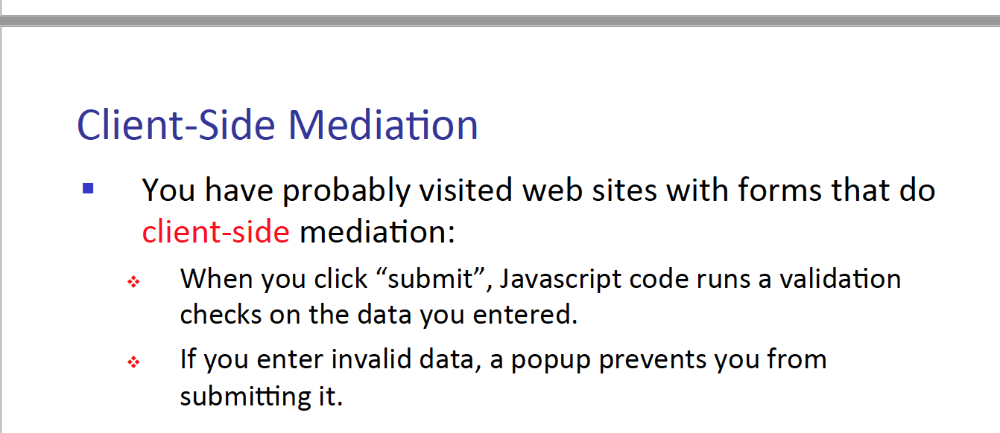 Client-Side Mediation
You have probably visited web sites with forms that do
client-side mediation:
When you click “submit”, Javascript code runs a validation
checks on the data you entered.
If you enter invalid data, a popup prevents you from
submitting it.